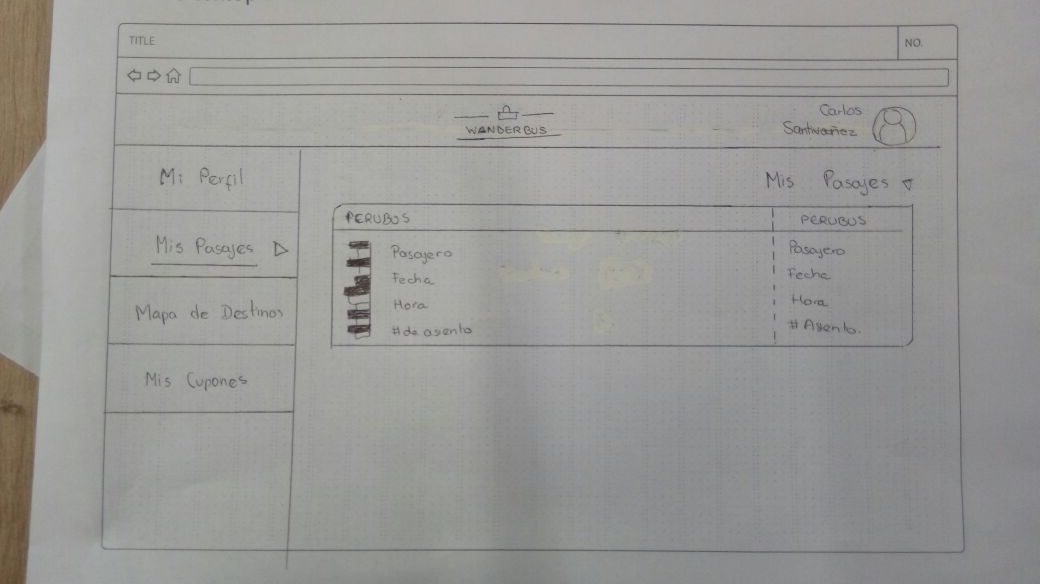 TITLE
NO.
WANDERBUS
Carlos
Santivañez
Mi Perfil
Mis Pasajes
Mapa de Destinos
Mis Cupones
Mis Pasajes
PERUBUS
Pasajero
Fecha
Hora
# de asiento
PERUBUS
Pasajero
Fecha
Hora
# Asiento.